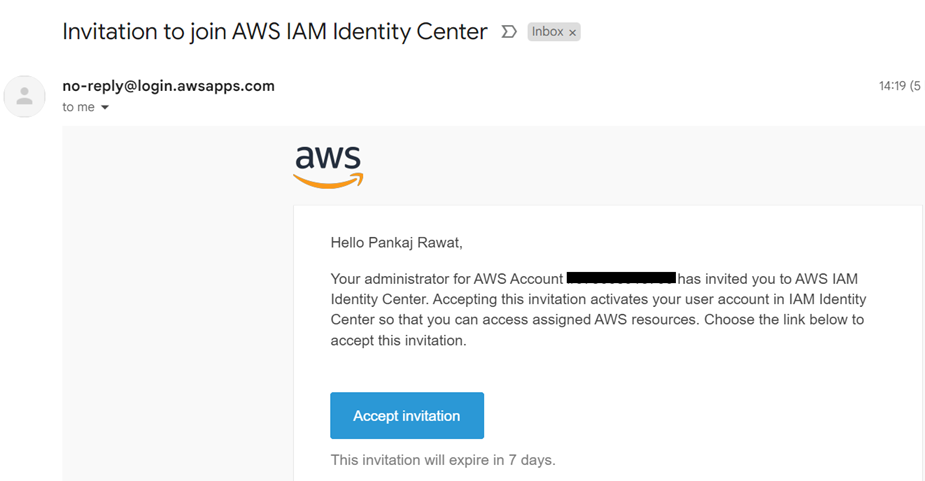 Invitation to join AWS IAM Identity Center Inbox ×
no-reply@login.awsapps.com 14:19 (5
to me
aws
Hello Pankaj Rawat,
Your administrator for AWS Account has invited you to AWS IAM
Identity Center. Accepting this invitation activates your user account in IAM Identity
Center so that you can access assigned AWS resources. Choose the link below to
accept this invitation.
Accept invitation
This invitation will expire in 7 days.